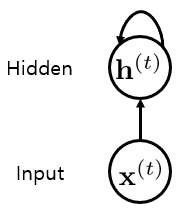 Hidden h^(t)
Input x^(t)